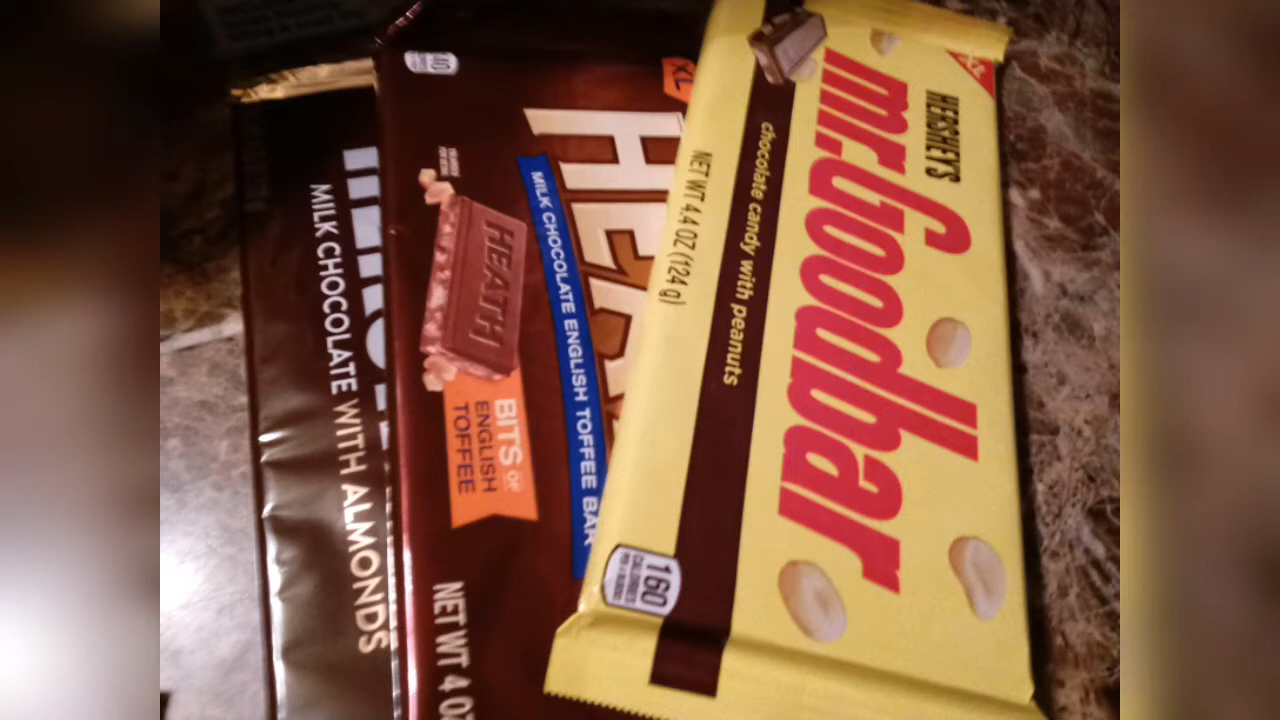 MILK CHOCOLATE WITH ALMONDS
XL
MILK CHOCOLATE ENGLISH TOFFEE BAR
HEATH
BITS OF
ENGLISH
TOFFEE
NET WT 4 OZ
HERSHEY'S
mr.Goodbar
chocolate candy with peanuts
NET WT 4.4 OZ (124 g)
160
CALORIES